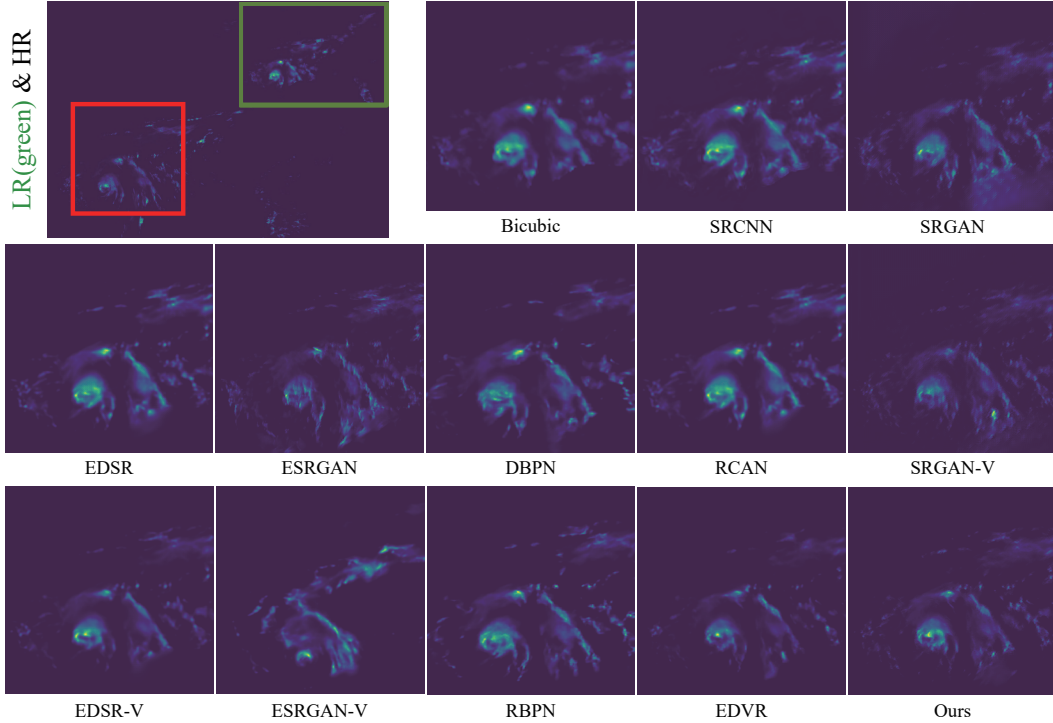 LR(green) & HR
Bicubic
SRCNN
SRGAN
EDSR
ESRGAN
DBPN
RCAN
SRGAN-V
EDSR-V
ESRGAN-V
RBPN
EDVR
Ours